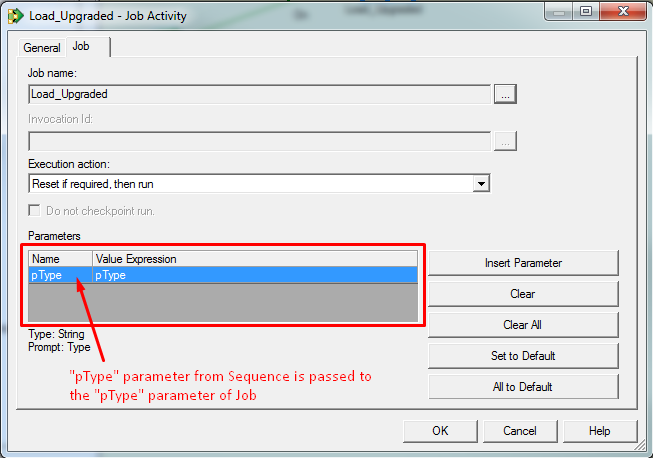 Load_Upgraded - Job Activity
General
Job
Job name:
Load_Upgraded
...
Invocation Id:
...
Execution action:
Reset if required, then run
Do not checkpoint run.
Parameters
Name Value Expression
pType pType
Insert Parameter
Clear
Clear All
Set to Default
All to Default
Type: String
Prompt: Type
"pType" parameter from Sequence is passed to
the "pType" parameter of Job
OK
Cancel
Help